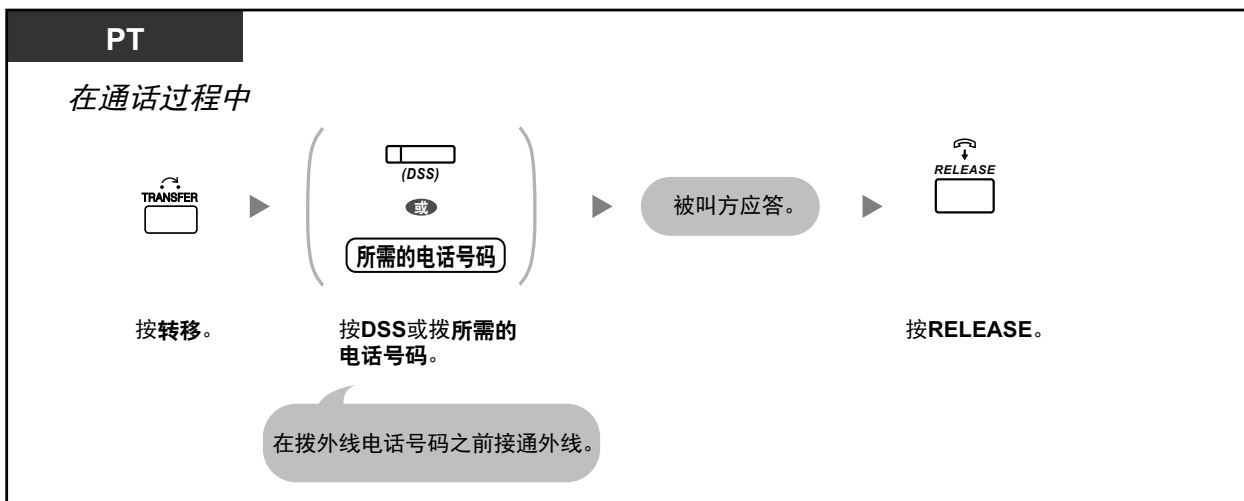 PT
在通话过程中
TRANSFER
(DSS)
或
所需的电话号码
被叫方应答。
RELEASE
按转移。
按DSS或拨所需的
电话号码。
按RELEASE。
在拨外线电话号码之前接通外线。